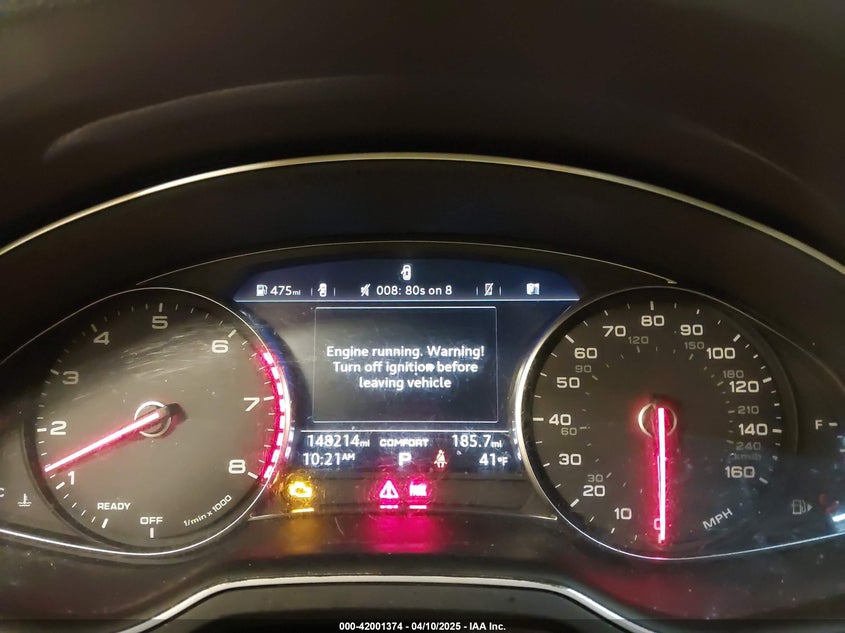 475mi
008: 80s on 8
Engine running. Warning!
Turn off ignition before
leaving vehicle
148214mi COMFORT 185.7mi
10:21AM P 41°F
OFF READY 1 2 3 4 5 6 7 8
1/min x 1000
0 10 20 30 40 50 60 70 80 90 100 120 140 160
30 60 90 120 150 180 210 240
km/h
MPH
F
C
000-42001374 - 04/10/2025 - IAA Inc.